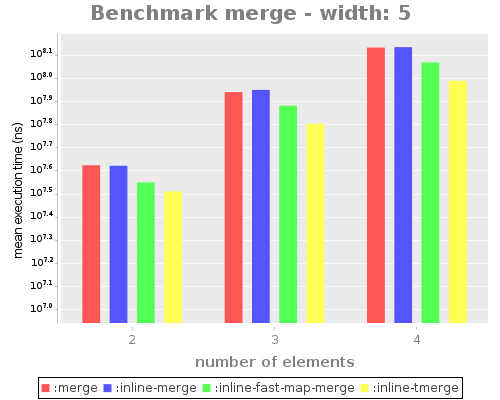 Benchmark merge - width: 5
mean execution time (ns)
10^8.1
10^8.0
10^7.9
10^7.8
10^7.7
10^7.6
10^7.5
10^7.4
10^7.3
10^7.2
10^7.1
10^7.0
2 3 4
number of elements
:merge :inline-merge :inline-fast-map-merge :inline-tmerge